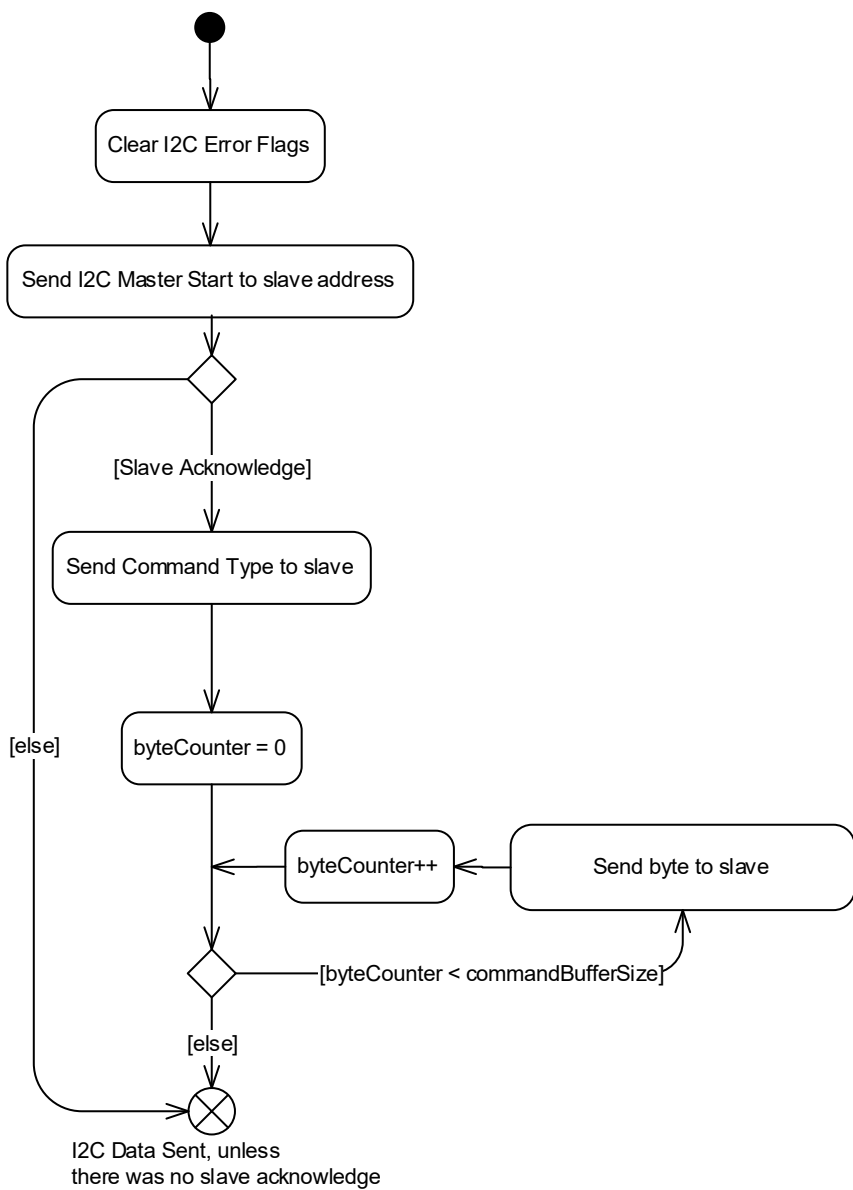 Clear I2C Error Flags
Send I2C Master Start to slave address
[Slave Acknowledge]
Send Command Type to slave
byteCounter = 0
[else]
byteCounter++
Send byte to slave
[byteCounter < commandBufferSize]
[else]
I2C Data Sent, unless
there was no slave acknowledge